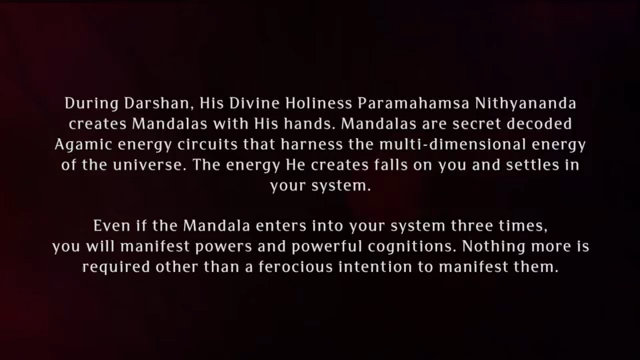 During Darshan, His Divine Holiness Paramahamsa Nithyananda
creates Mandalas with His hands. Mandalas are secret decoded
Agamic energy circuits that harness the multi-dimensional energy
of the universe. The energy He creates falls on you and settles in
your system.
Even if the Mandala enters into your system three times,
you will manifest powers and powerful cognitions. Nothing more is
required other than a ferocious intention to manifest them.